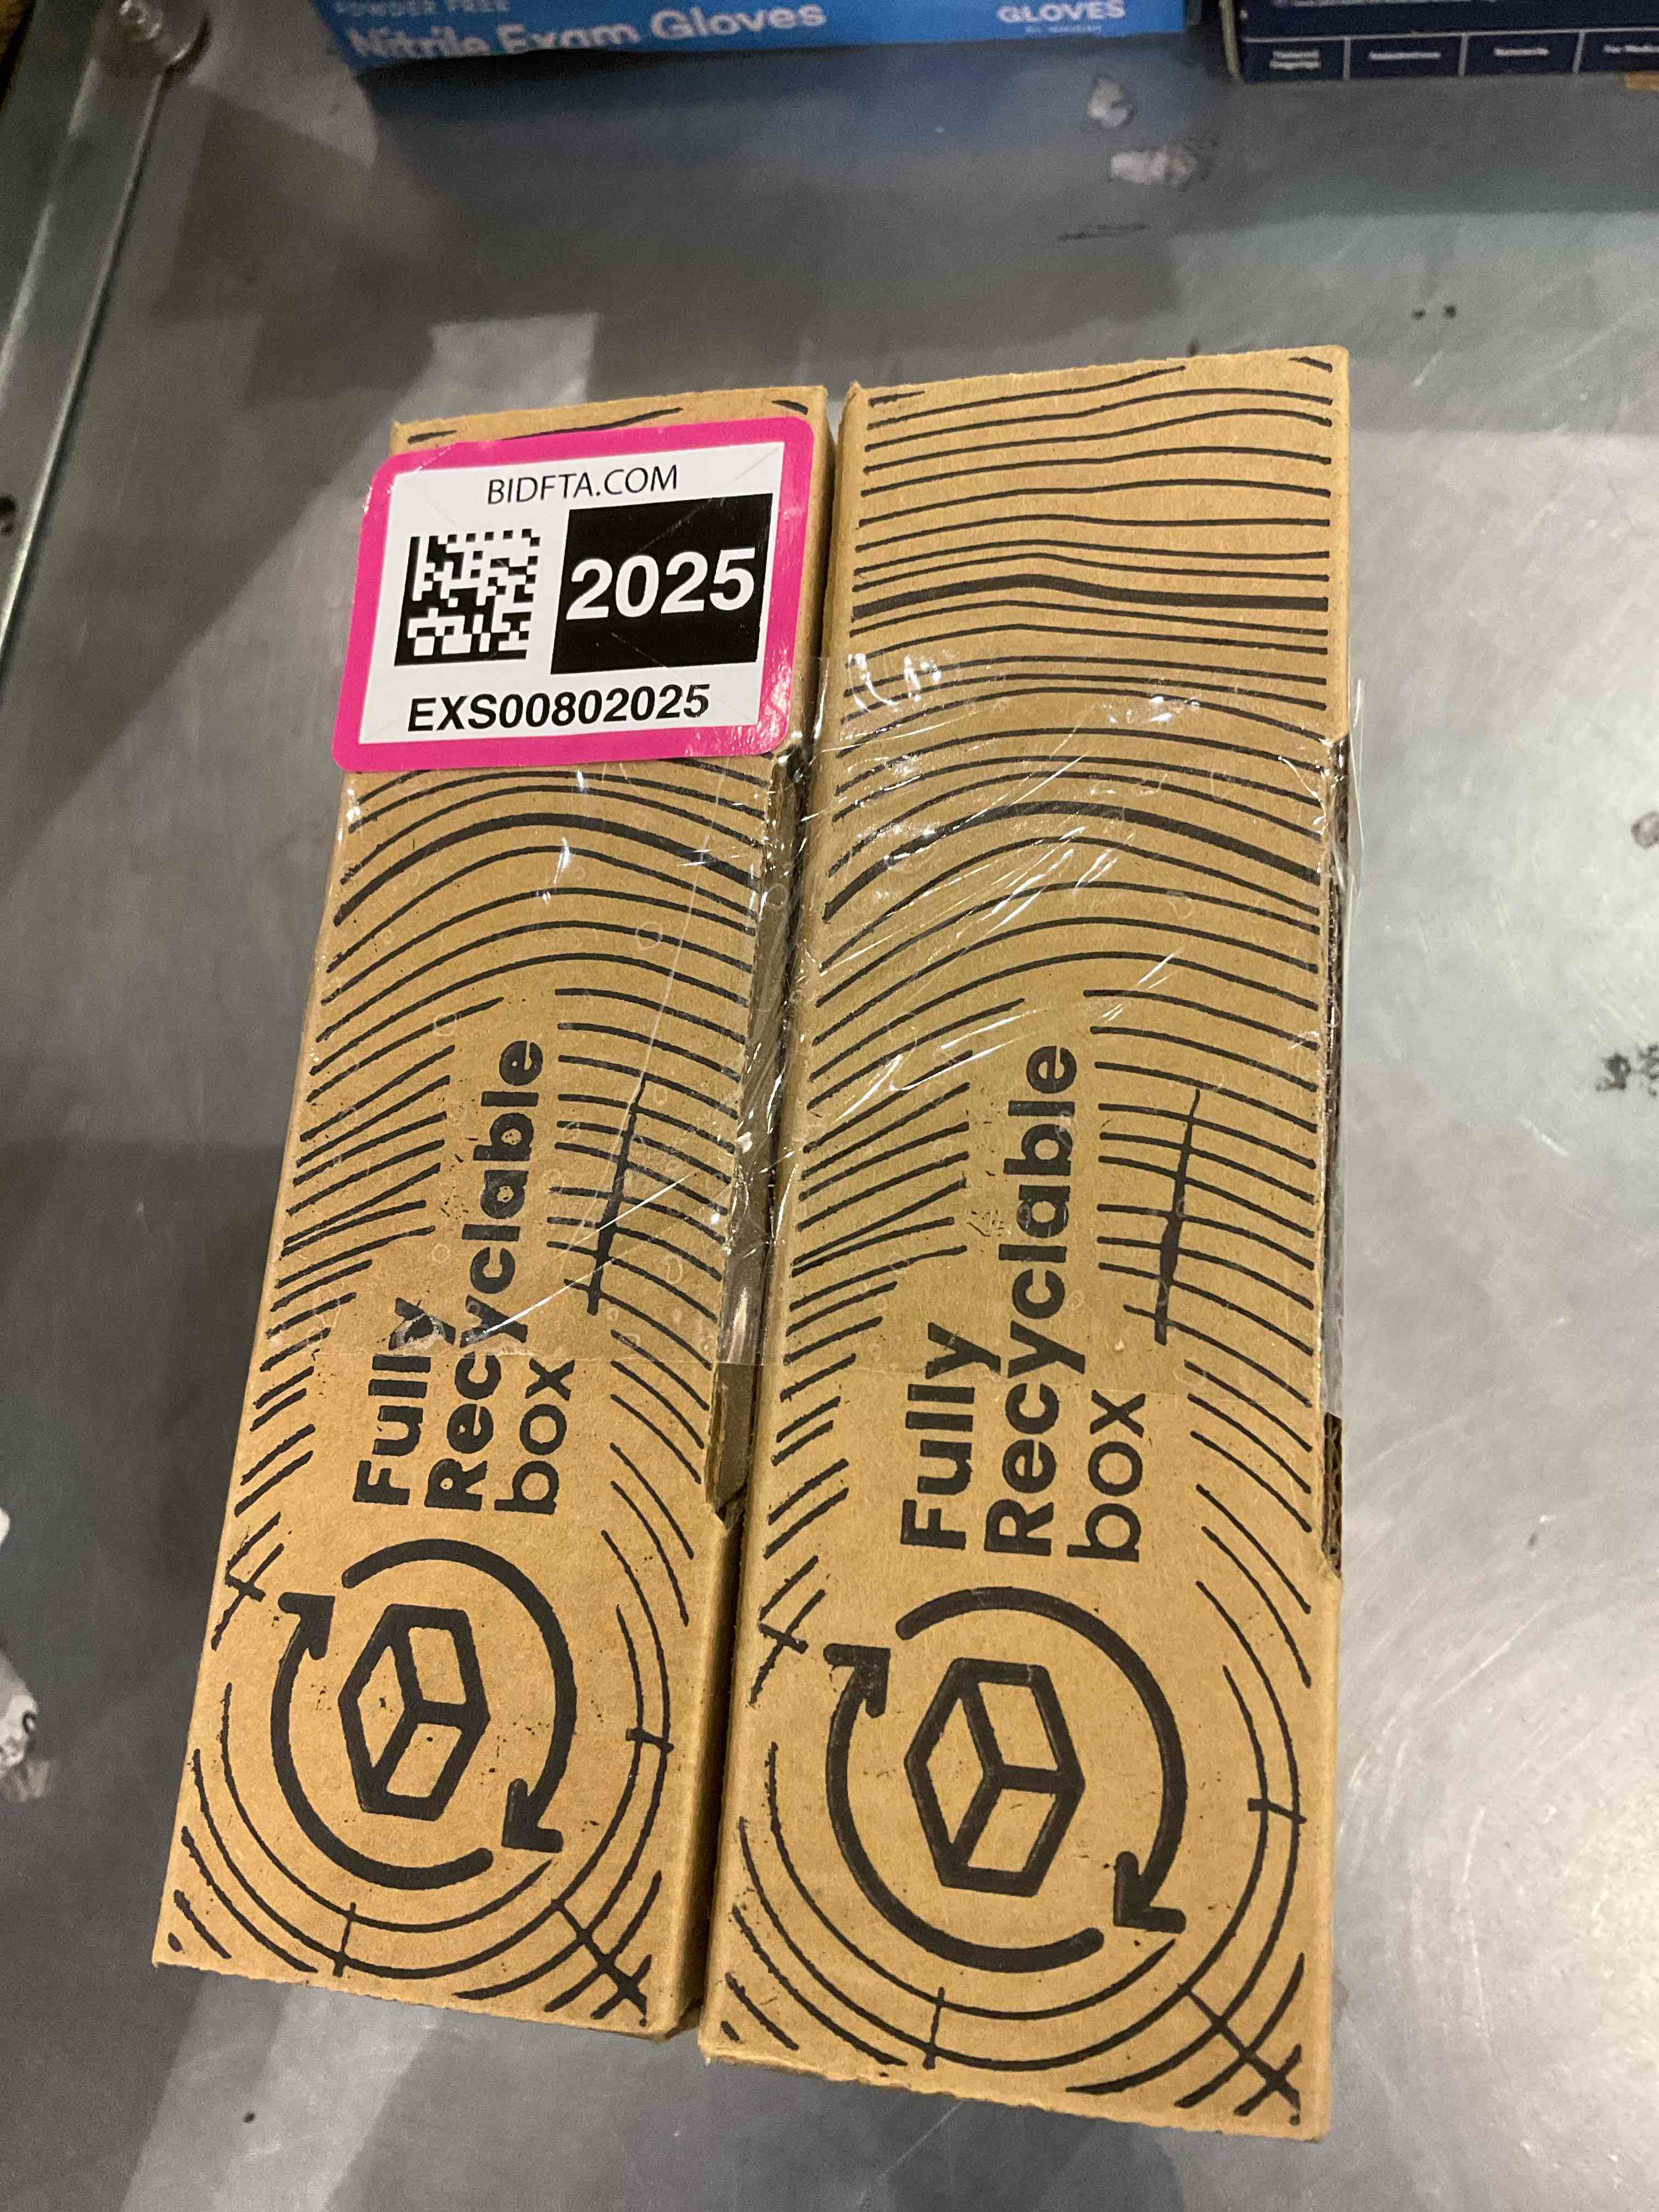 POWDER FREE
Nitrile Exam Gloves
GLOVES
BIDFTA.COM
2025
EXS00802025
Fully
Recyclable
box
Fully
Recyclable
box